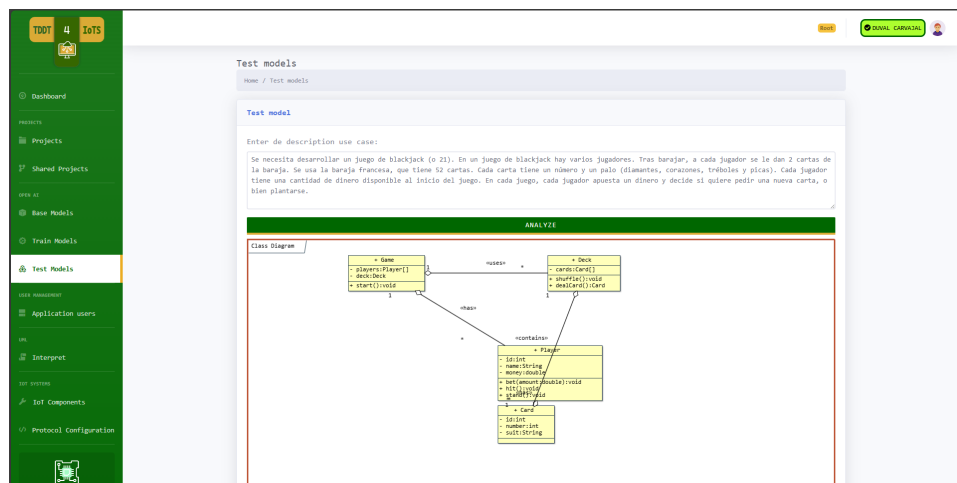 TDDT 4 IoTS
Root
DUVAL CARVAJAL
Dashboard
PROJECTS
Projects
Shared Projects
OPEN AI
Base Models
Train Models
Test Models
USER MANAGEMENT
Application users
UML
Interpret
IOT SYSTEMS
IoT Components
Protocol Configuration
Test models
Home / Test models
Test model
Enter de description use case:
Se necesita desarrollar un juego de blackjack (o 21). En un juego de blackjack hay varios jugadores. Tras barajar, a cada jugador se le dan 2 cartas de
la baraja. Se usa la baraja francesa, que tiene 52 cartas. Cada carta tiene un número y un palo (diamantes, corazones, tréboles y picas). Cada jugador
tiene una cantidad de dinero disponible al inicio del juego. En cada juego, cada jugador apuesta un dinero y decide si quiere pedir una nueva carta, o
bien plantarse.
ANALYZE
Class Diagram
+ Game
- players:Player[]
- deck:Deck
+ start():void
1
«uses»
*
+ Deck
- cards:Card[]
+ shuffle():void
+ dealCard():Card
1
1
«has»
*
«contains»
+ Player
- id:int
- name:String
- money:double
+ bet(amount:double):void
+ hit():void
+ stand():void
«has»
*
1
+ Card
- id:int
- number:int
- suit:String